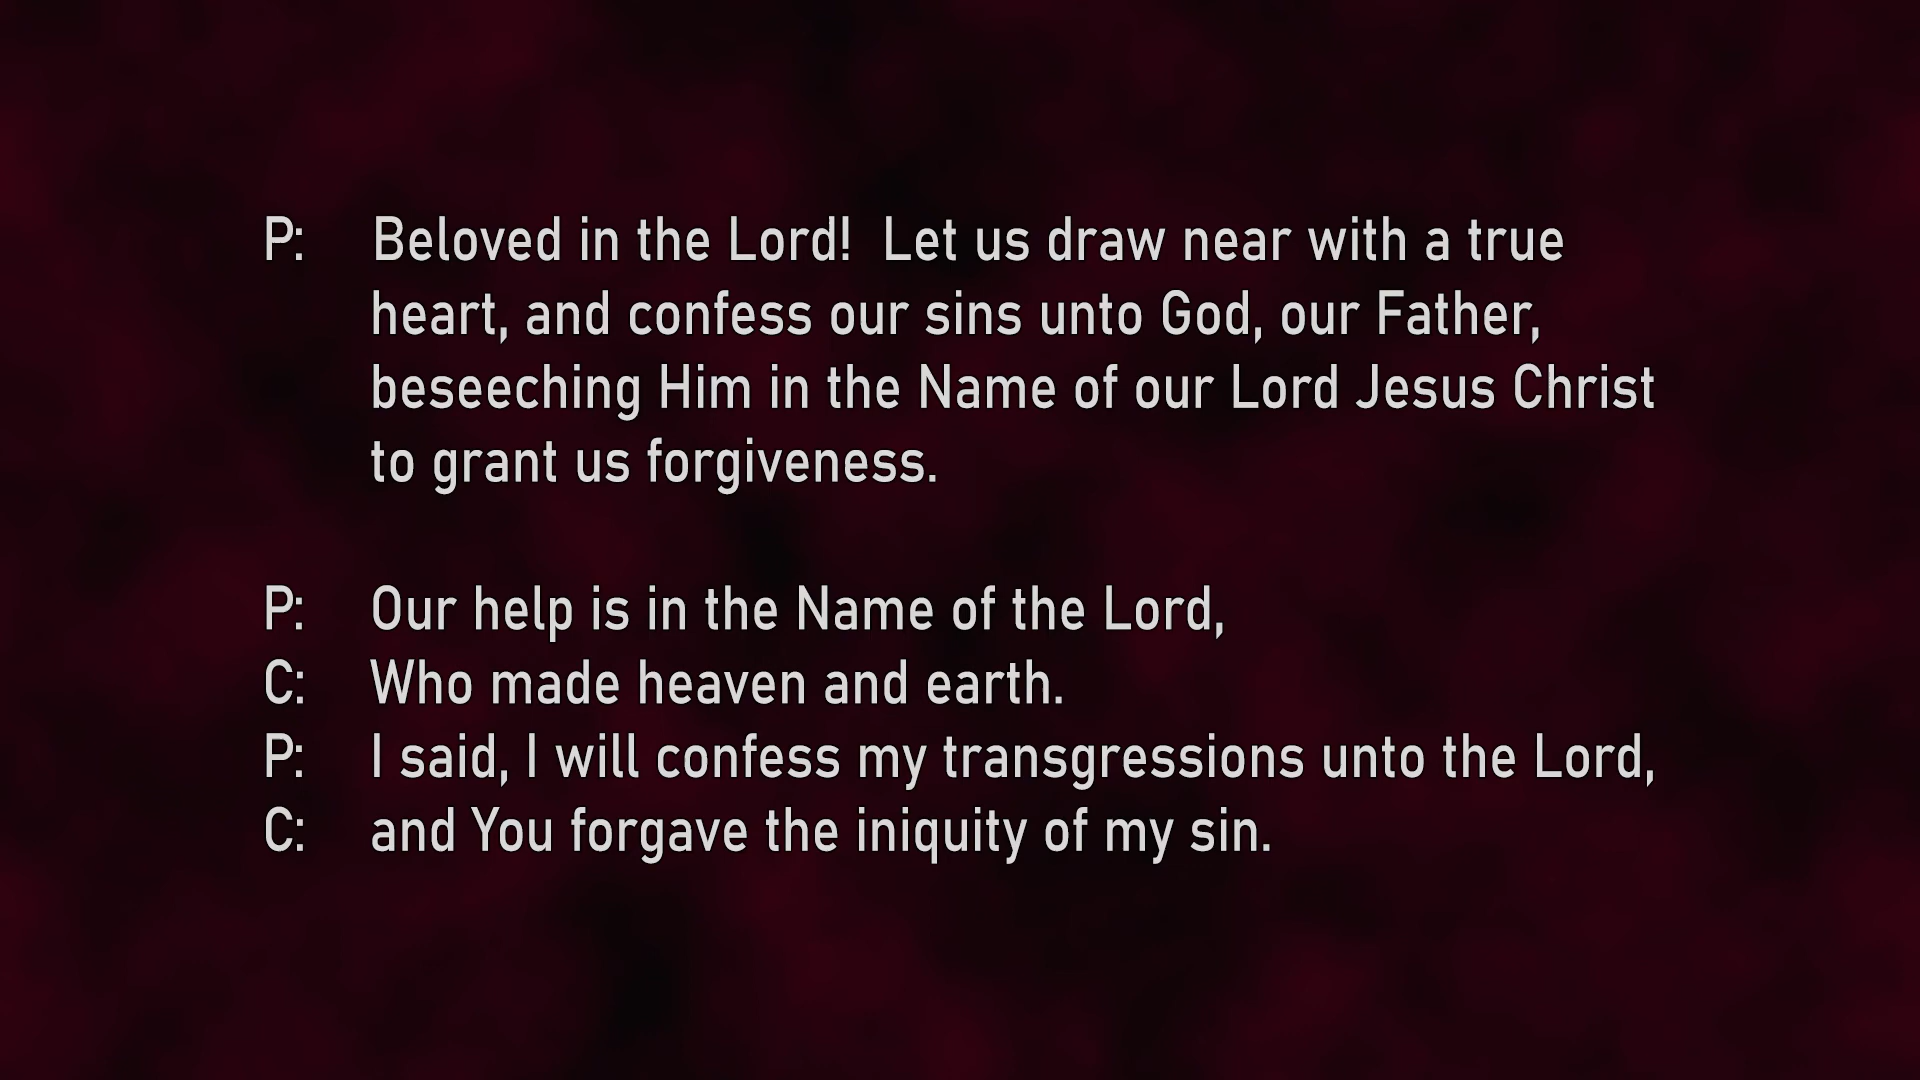 P: Beloved in the Lord!  Let us draw near with a true
heart, and confess our sins unto God, our Father,
beseeching Him in the Name of our Lord Jesus Christ
to grant us forgiveness.
P: Our help is in the Name of the Lord,
C: Who made heaven and earth.
P: I said, I will confess my transgressions unto the Lord,
C: and You forgave the iniquity of my sin.